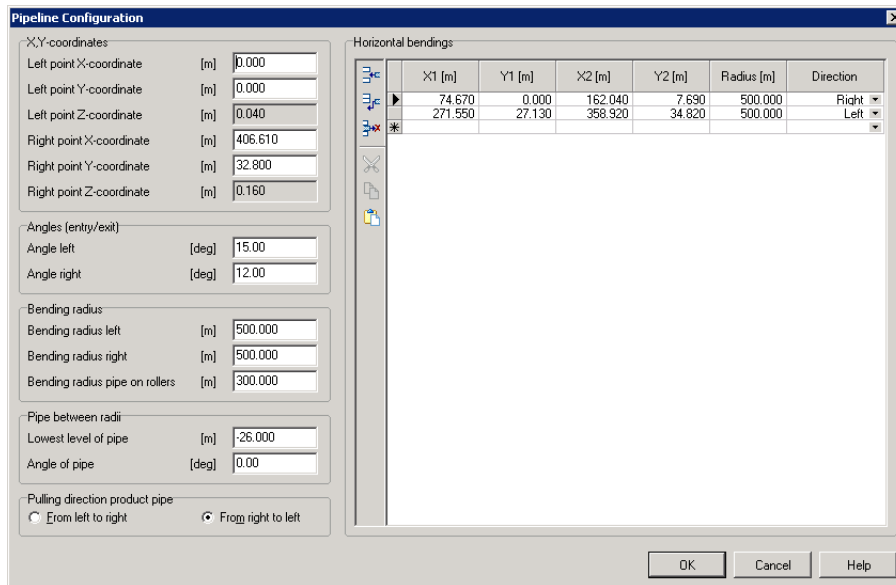 Pipeline Configuration
X,Y-coordinates
Left point X-coordinate [m] 0.000
Left point Y-coordinate [m] 0.000
Left point Z-coordinate [m] 0.040
Right point X-coordinate [m] 406.610
Right point Y-coordinate [m] 32.800
Right point Z-coordinate [m] 0.160
Angles (entry/exit)
Angle left [deg] 15.00
Angle right [deg] 12.00
Bending radius
Bending radius left [m] 500.000
Bending radius right [m] 500.000
Bending radius pipe on rollers [m] 300.000
Pipe between radii
Lowest level of pipe [m] -26.000
Angle of pipe [deg] 0.00
Pulling direction product pipe
From left to right From right to left
Horizontal bendings
X1 [m] Y1 [m] X2 [m] Y2 [m] Radius [m] Direction
74.670 0.000 162.040 7.690 500.000 Right
271.550 27.130 358.920 34.820 500.000 Left
OK Cancel Help